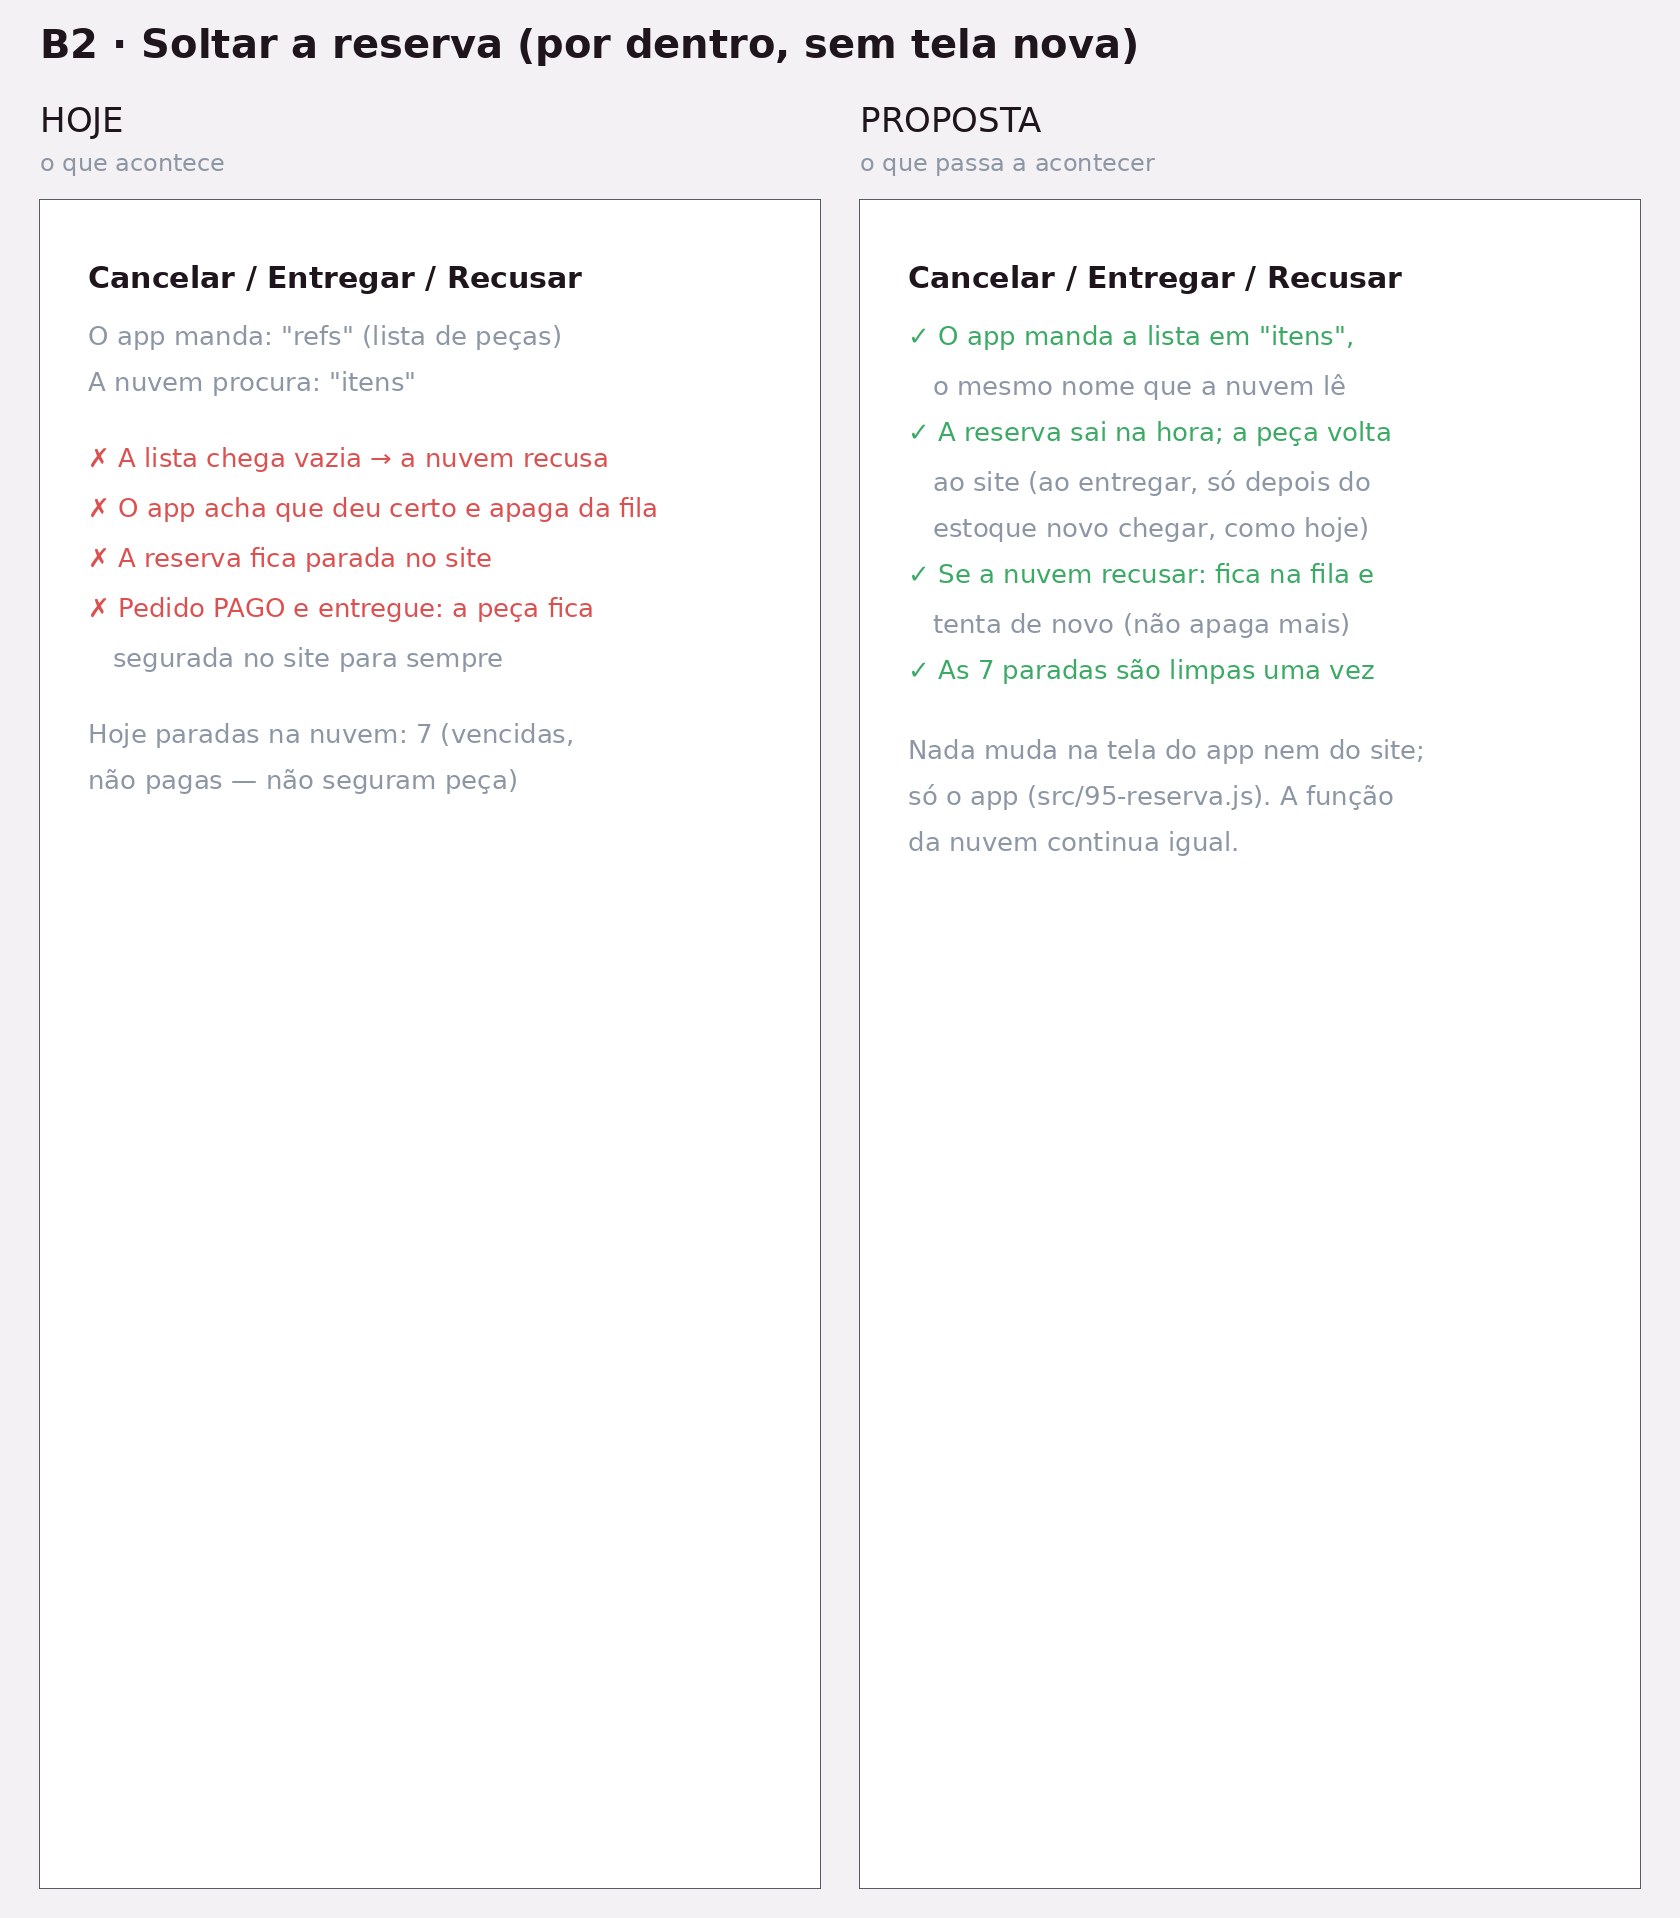 B2 · Soltar a reserva (por dentro, sem tela nova)
HOJE
o que acontece
Cancelar / Entregar / Recusar
O app manda: "refs" (lista de peças)
A nuvem procura: "itens"
✗ A lista chega vazia → a nuvem recusa
✗ O app acha que deu certo e apaga da fila
✗ A reserva fica parada no site
✗ Pedido PAGO e entregue: a peça fica
segurada no site para sempre
Hoje paradas na nuvem: 7 (vencidas,
não pagas — não seguram peça)
PROPOSTA
o que passa a acontecer
Cancelar / Entregar / Recusar
✓ O app manda a lista em "itens",
o mesmo nome que a nuvem lê
✓ A reserva sai na hora; a peça volta
ao site (ao entregar, só depois do
estoque novo chegar, como hoje)
✓ Se a nuvem recusar: fica na fila e
tenta de novo (não apaga mais)
✓ As 7 paradas são limpas uma vez
Nada muda na tela do app nem do site;
só o app (src/95-reserva.js). A função
da nuvem continua igual.